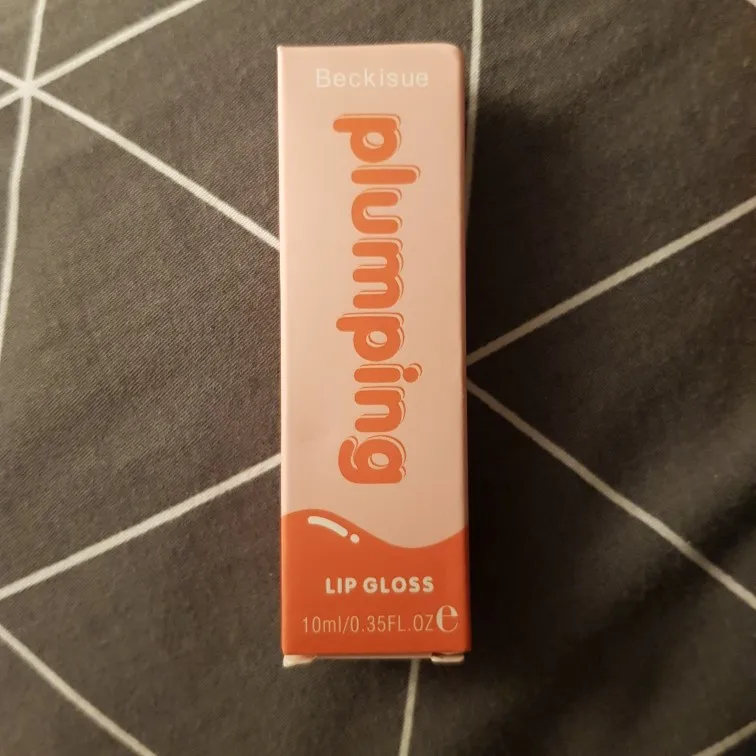 Beckisue
plumping
LIP GLOSS
10ml/0.35FL.OZ℮